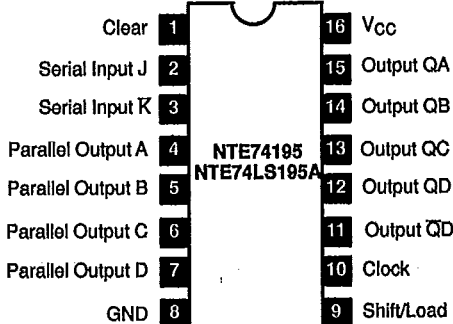 Clear 1
Serial Input J 2
Serial Input K̅ 3
Parallel Output A 4
Parallel Output B 5
Parallel Output C 6
Parallel Output D 7
GND 8
NTE74195
NTE74LS195A
16 VCC
15 Output QA
14 Output QB
13 Output QC
12 Output QD
11 Output Q̅D
10 Clock
9 Shift/Load